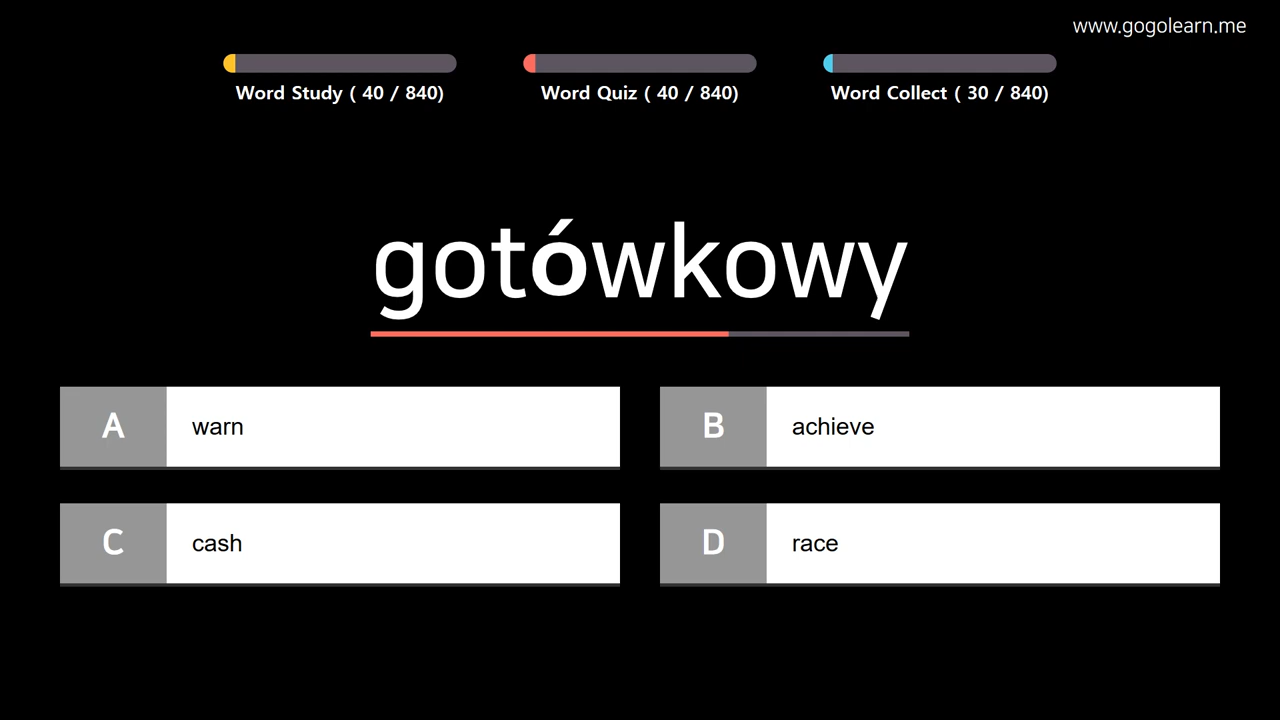 www.gogolearn.me
Word Study ( 40 / 840)
Word Quiz ( 40 / 840)
Word Collect ( 30 / 840)
gotówkowy
A warn
B achieve
C cash
D race